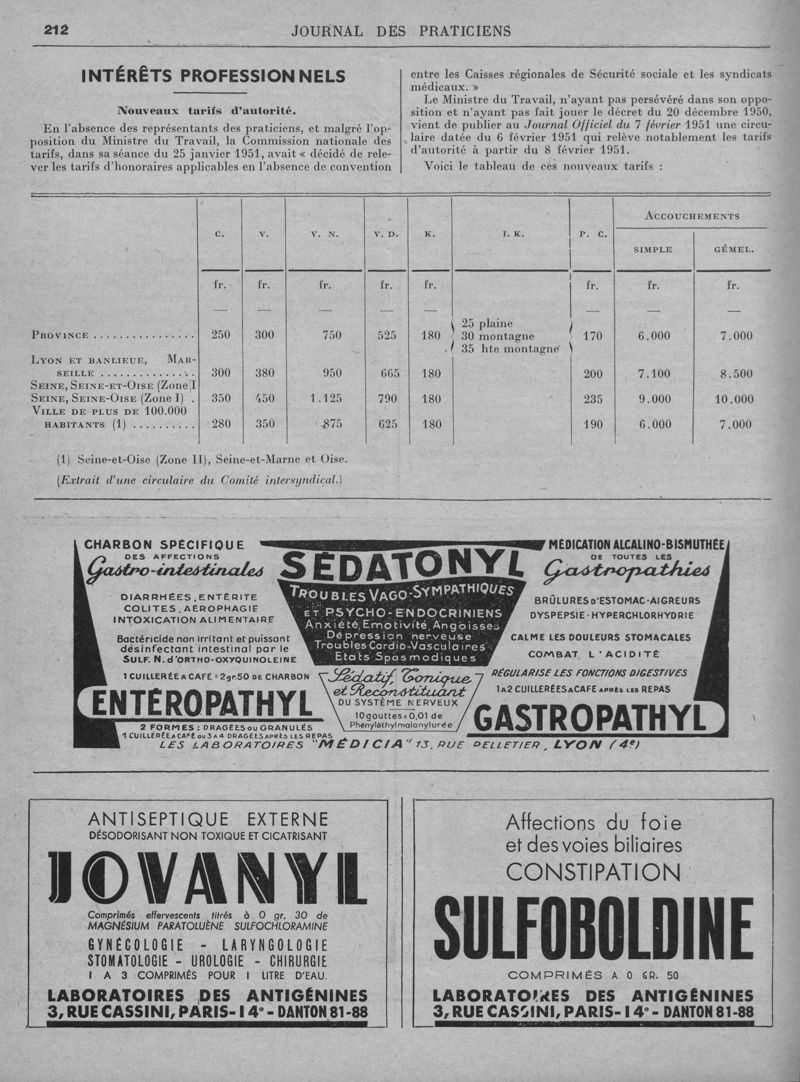 212
JOURNAL DES PRATICIENS
INTÉRÊTS PROFESSIONNELS
Nouveaux tarifs d'autorité.
En l'absence des représentants des praticiens, et malgré l'op-
position du Ministre du Travail, la Commission nationale des
tarifs, dans sa séance du 25 janvier 1951, avait « décidé de rele-
ver les tarifs d'honoraires applicables en l'absence de convention
entre les Caisses régionales de Sécurité sociale et les syndicats
médicaux. »
Le Ministre du Travail, n'ayant pas persévéré dans son oppo-
sition et n'ayant pas fait jouer le décret du 20 décembre 1950,
vient de publier au Journal Officiel du 7 février 1951 une circu-
laire datée du 6 février 1951 qui relève notablement les tarifs
d'autorité à partir du 8 février 1951.
Voici le tableau de ces nouveaux tarifs :
ACCOUCHEMENTS
C. V. V. N. V. D. K. I. K. P. C. SIMPLE GÉMEL.
fr. fr. fr. fr. fr. fr. fr. fr.
— — — — — — — —
25 plaine
PROVINCE ................ 250 300 750 525 180 30 montagne 170 6.000 7.000
35 hte montagne
LYON ET BANLIEUE, MAR-
SEILLE .............. 300 380 950 665 180 200 7.100 8.500
SEINE, SEINE-ET-OISE (Zone I
SEINE, SEINE-OISE (Zone I) . 350 450 1.125 790 180 235 9.000 10.000
VILLE DE PLUS DE 100.000
HABITANTS (1) .......... 280 350 875 625 180 190 6.000 7.000
(1) Seine-et-Oise (Zone II), Seine-et-Marne et Oise.
(Extrait d'une circulaire du Comité intersyndical.)
CHARBON SPÉCIFIQUE
DES AFFECTIONS
Gastro-intestinales
DIARRHÉES, ENTÉRITE
COLITES, AÉROPHAGIE
INTOXICATION ALIMENTAIRE
Bactéricide non irritant et puissant
désinfectant intestinal par le
SULF. N. d'ORTHO-OXYQUINOLEINE
1 CUILLERÉE A CAFÉ = 2gr.50 DE CHARBON
ENTÉROPATHYL
2 FORMES : DRAGÉES OU GRANULÉS
1 CUILLERÉE A CAFÉ OU 3 A 4 DRAGÉES APRÈS LES REPAS
SÉDATONYL
TROUBLES VAGO-SYMPATHIQUES
ET PSYCHO-ENDOCRINIENS
Anxiété, Emotivité, Angoisses
Dépression nerveuse
Troubles Cardio-Vasculaires
Etats Spasmodiques
Sédatif, Tonique
et Reconstituant
DU SYSTÈME NERVEUX
10 gouttes = 0,01 de
Phényléthylmalonylurée
MÉDICATION ALCALINO-BISMUTHÉE
DE TOUTES LES
Gastropathies
BRÛLURES D'ESTOMAC-AIGREURS
DYSPEPSIE-HYPERCHLORHYDRIE
CALME LES DOULEURS STOMACALES
COMBAT L'ACIDITÉ
RÉGULARISE LES FONCTIONS DIGESTIVES
1 A 2 CUILLERÉES A CAFÉ APRÈS LES REPAS
GASTROPATHYL
LES LABORATOIRES "MÉDICIA" 13, RUE PELLETIER, LYON (4e)
ANTISEPTIQUE EXTERNE
DÉSODORISANT NON TOXIQUE ET CICATRISANT
JOVANYL
Comprimés effervescents titrés à 0 gr. 30 de
MAGNÉSIUM PARATOLUÈNE SULFOCHLORAMINE
GYNÉCOLOGIE - LARYNGOLOGIE
STOMATOLOGIE - UROLOGIE - CHIRURGIE
1 A 3 COMPRIMÉS POUR 1 LITRE D'EAU.
LABORATOIRES DES ANTIGÉNINES
3, RUE CASSINI, PARIS-14° - DANTON 81-88
Affections du foie
et des voies biliaires
CONSTIPATION
SULFOBOLDINE
COMPRIMÉS A 0 GR. 50
LABORATOIRES DES ANTIGÉNINES
3, RUE CASSINI, PARIS-14° - DANTON 81-88